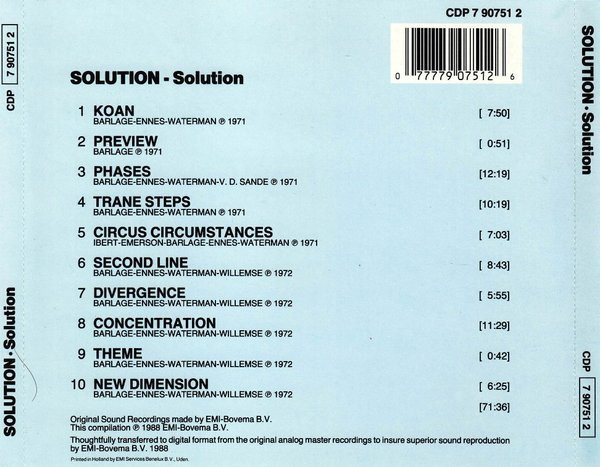 CDP 7 90751 2
0 77779 07512 6
CDP 7 90751 2
SOLUTION · Solution
SOLUTION - Solution
1 KOAN [ 7:50]
BARLAGE-ENNES-WATERMAN ℗ 1971
2 PREVIEW [ 0:51]
BARLAGE ℗ 1971
3 PHASES [12:19]
BARLAGE-ENNES-WATERMAN-V. D. SANDE ℗ 1971
4 TRANE STEPS [10:19]
BARLAGE-ENNES-WATERMAN ℗ 1971
5 CIRCUS CIRCUMSTANCES [ 7:03]
IBERT-EMERSON-BARLAGE-ENNES-WATERMAN ℗ 1971
6 SECOND LINE [ 8:43]
BARLAGE-ENNES-WATERMAN-WILLEMSE ℗ 1972
7 DIVERGENCE [ 5:55]
BARLAGE-ENNES-WATERMAN-WILLEMSE ℗ 1972
8 CONCENTRATION [11:29]
BARLAGE-ENNES-WATERMAN-WILLEMSE ℗ 1972
9 THEME [ 0:42]
BARLAGE-ENNES-WATERMAN-WILLEMSE ℗ 1972
10 NEW DIMENSION [ 6:25]
BARLAGE-ENNES-WATERMAN-WILLEMSE ℗ 1972
[71:36]
Original Sound Recordings made by EMI-Bovema B.V.
This compilation ℗ 1988 EMI-Bovema B.V.
Thoughtfully transferred to digital format from the original analog master recordings to insure superior sound reproduction
by EMI-Bovema B.V. 1988
Printed in Holland by EMI Services Benelux B.V., Uden.
SOLUTION · Solution
CDP 7 90751 2